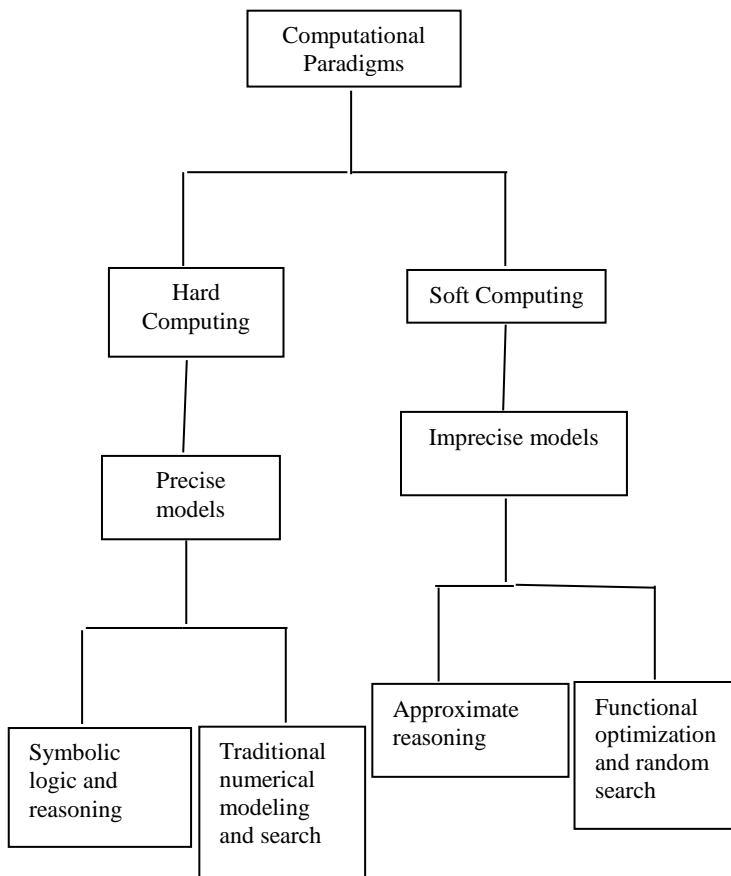 Computational
Paradigms
Hard
Computing
Soft Computing
Imprecise models
Precise
models
Approximate
reasoning
Functional
optimization
and random
search
Symbolic
logic and
reasoning
Traditional
numerical
modeling
and search